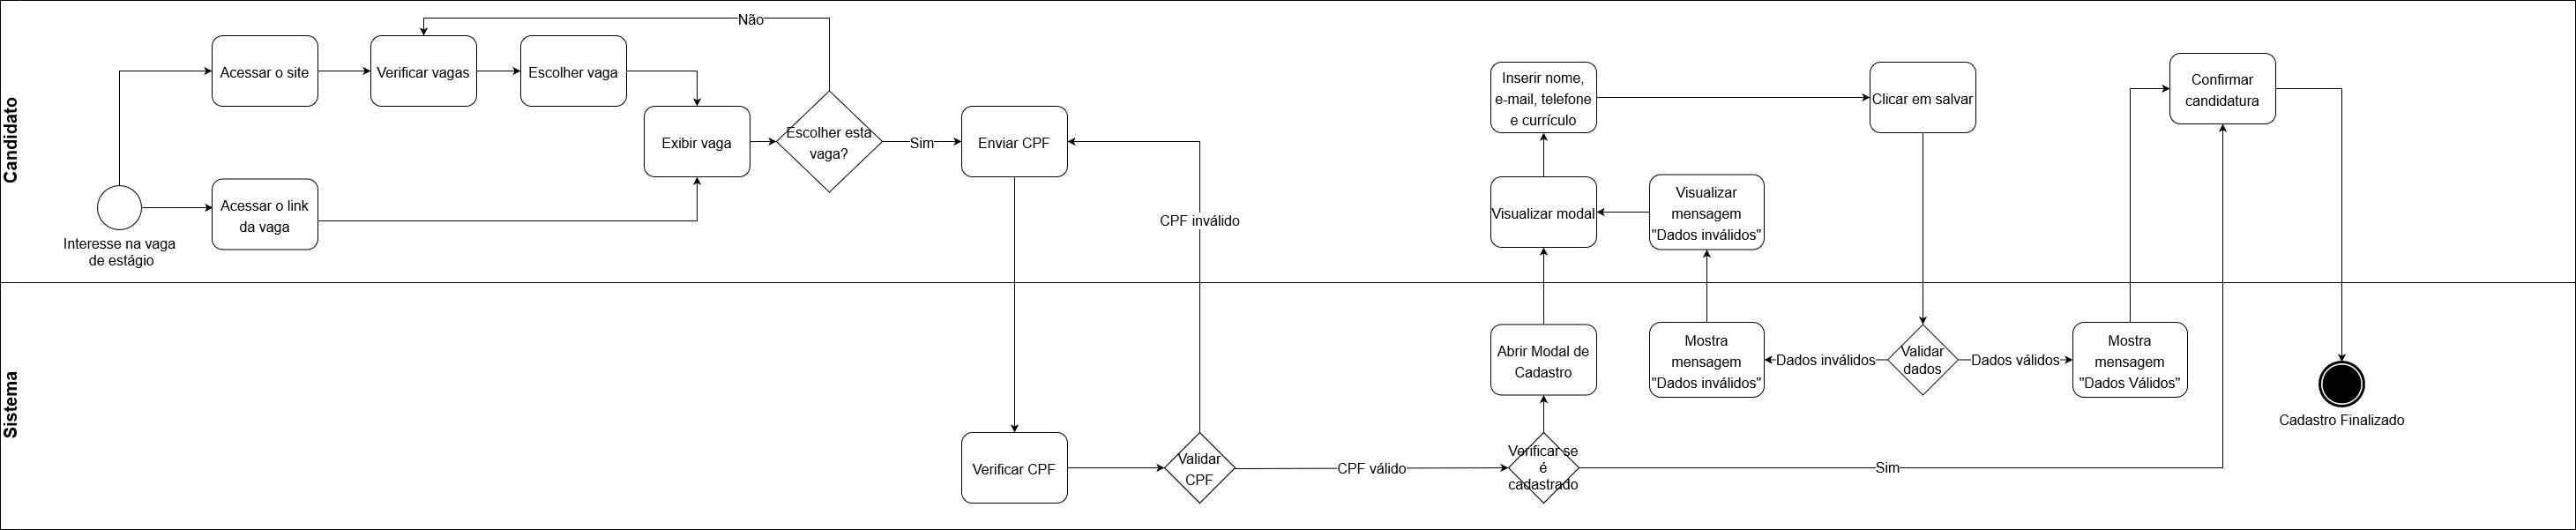 Candidato
Interesse na vaga
de estágio
Acessar o site
Acessar o link
da vaga
Verificar vagas
Escolher vaga
Exibir vaga
Não
Escolher esta
vaga?
Sim
Enviar CPF
CPF inválido
Inserir nome,
e-mail, telefone
e currículo
Visualizar modal
Visualizar
mensagem
"Dados inválidos"
Clicar em salvar
Confirmar
candidatura
Sistema
Verificar CPF
Validar
CPF
CPF válido
Verificar se
é
cadastrado
Sim
Abrir Modal de
Cadastro
Mostra
mensagem
"Dados inválidos"
Dados inválidos
Validar
dados
Dados válidos
Mostra
mensagem
"Dados Válidos"
Cadastro Finalizado